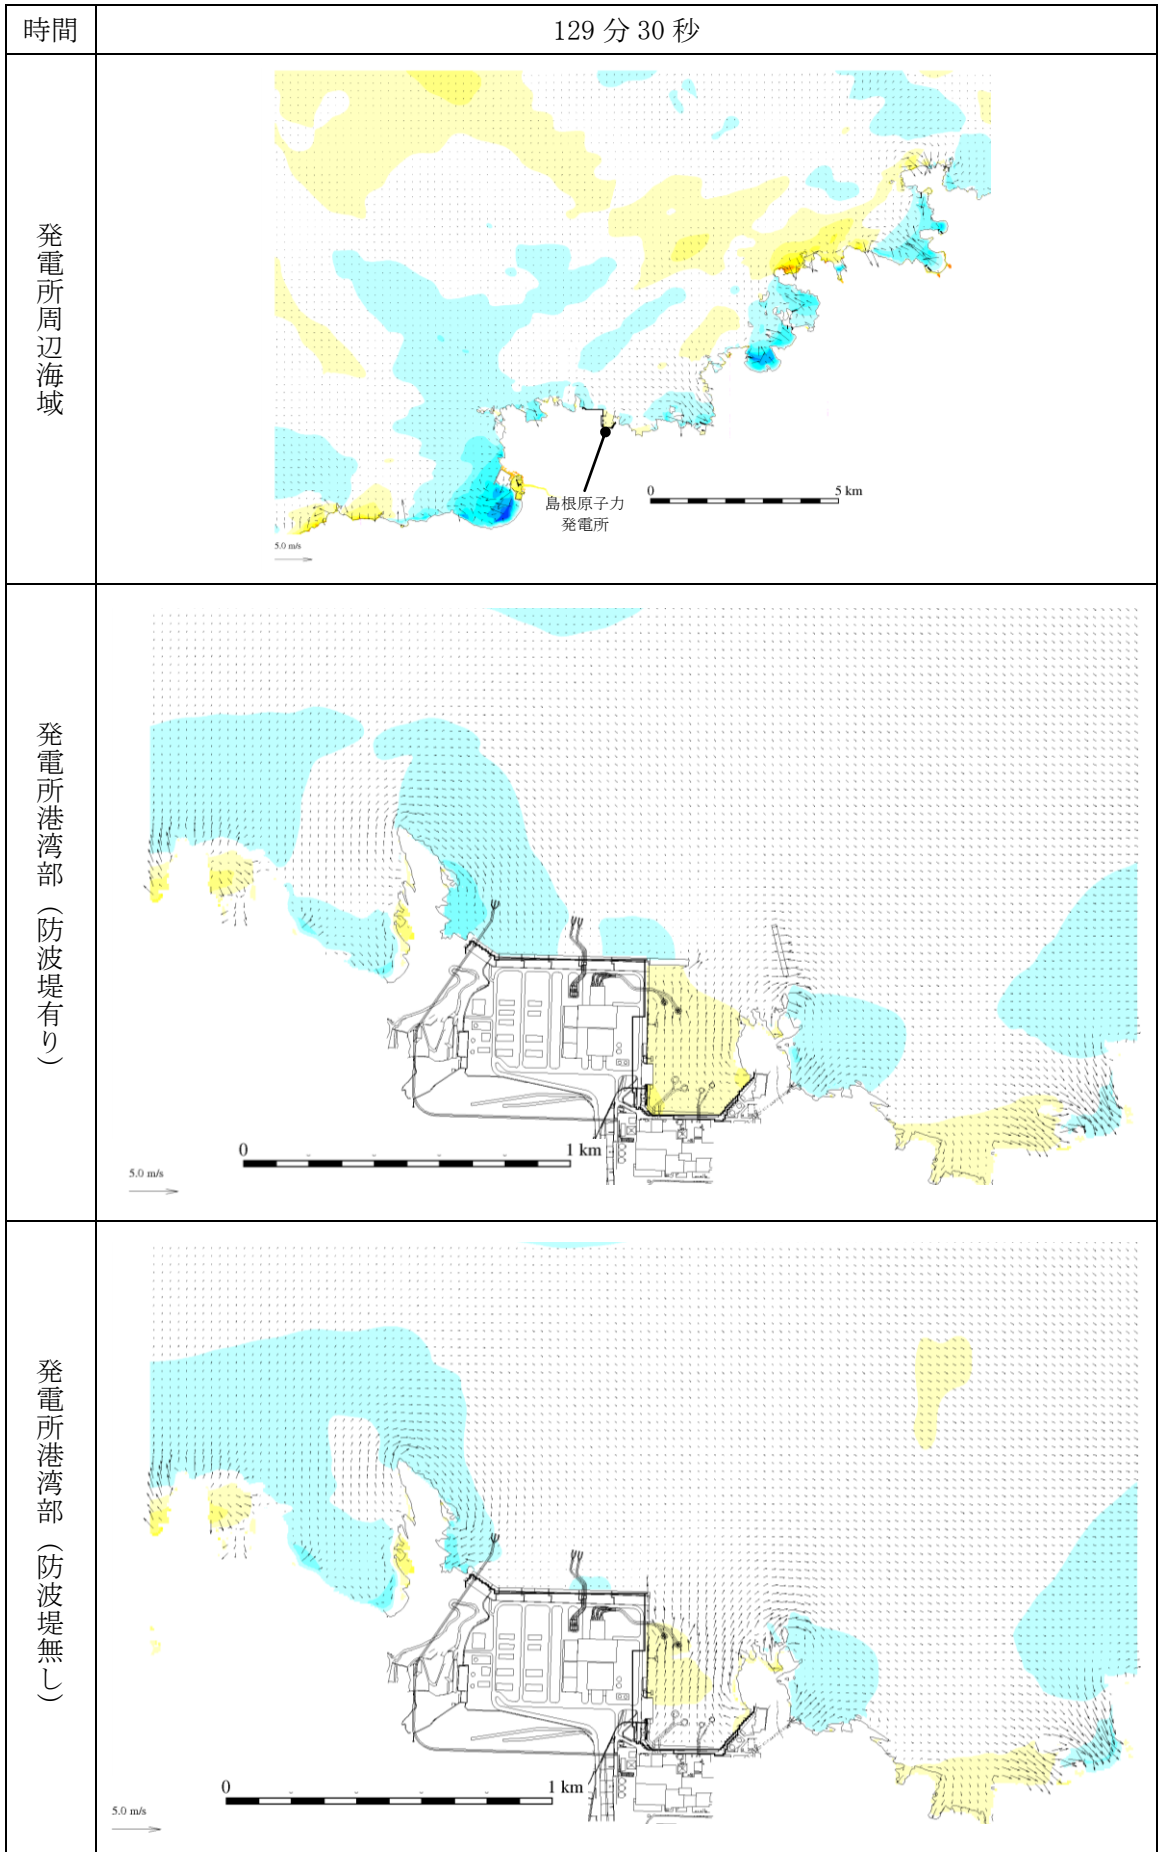 時間
129 分 30 秒
発電所周辺海域
島根原子力
発電所
0
5 km
5.0 m/s
発電所港湾部（防波堤有り）
0
1 km
5.0 m/s
発電所港湾部（防波堤無し）
0
1 km
5.0 m/s